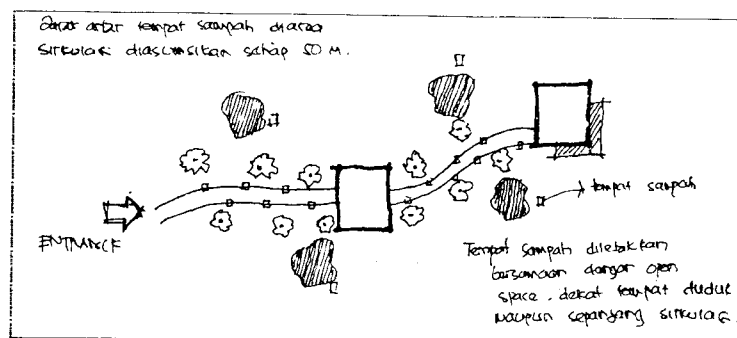 Jarak antar tempat sampah diarea
sirkulasi diasumsikan setiap 50 M.
tempat sampah
ENTRANCE
Tempat sampah diletakkan
bersamaan dengan open
space. dekat tempat duduk
maupun sepanjang sirkulasi.